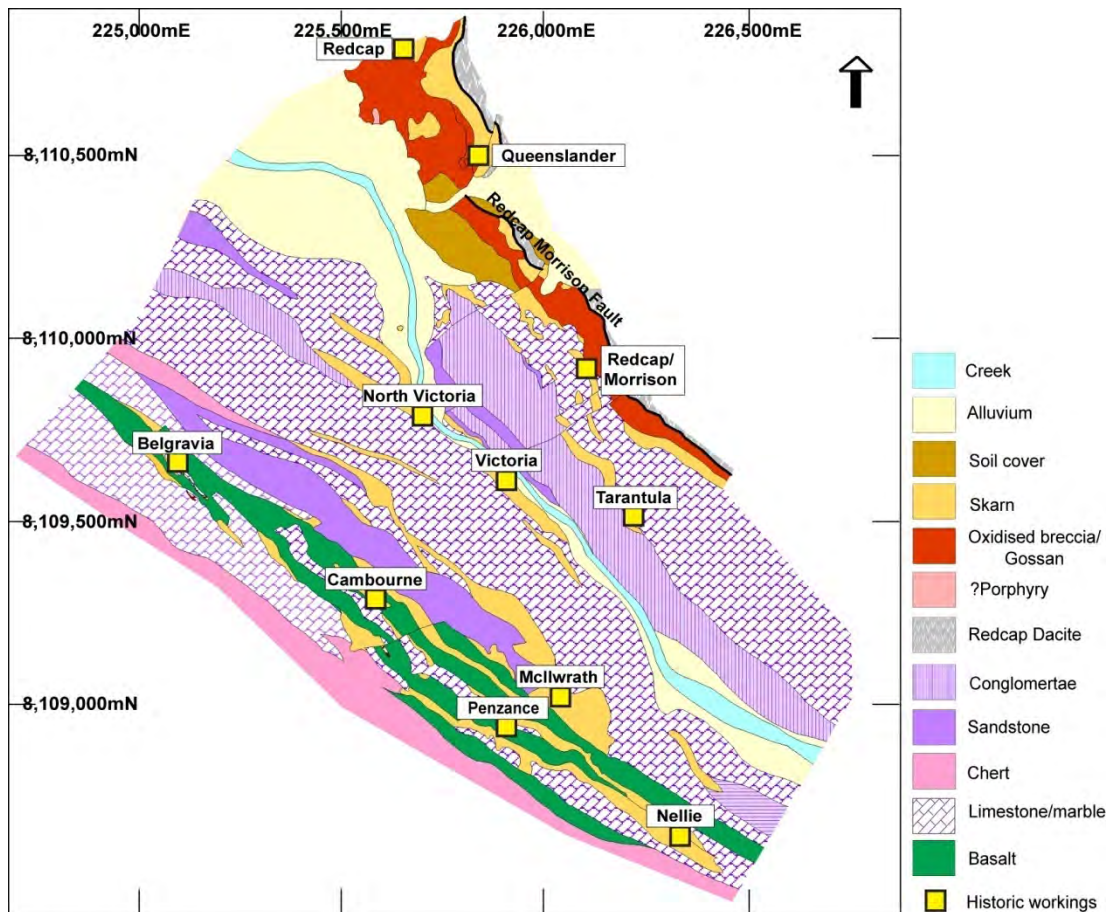 225,000mE
225,500mE
226,000mE
226,500mE
Redcap
8,110,500mN
Queenslander
Redcap Morrison Fault
8,110,000mN
Redcap/
Morrison
North Victoria
Belgravia
Victoria
Tarantula
8,109,500mN
Cambourne
McIlwrath
8,109,000mN
Penzance
Nellie
Creek
Alluvium
Soil cover
Skarn
Oxidised breccia/
Gossan
?Porphyry
Redcap Dacite
Conglomertae
Sandstone
Chert
Limestone/marble
Basalt
Historic workings